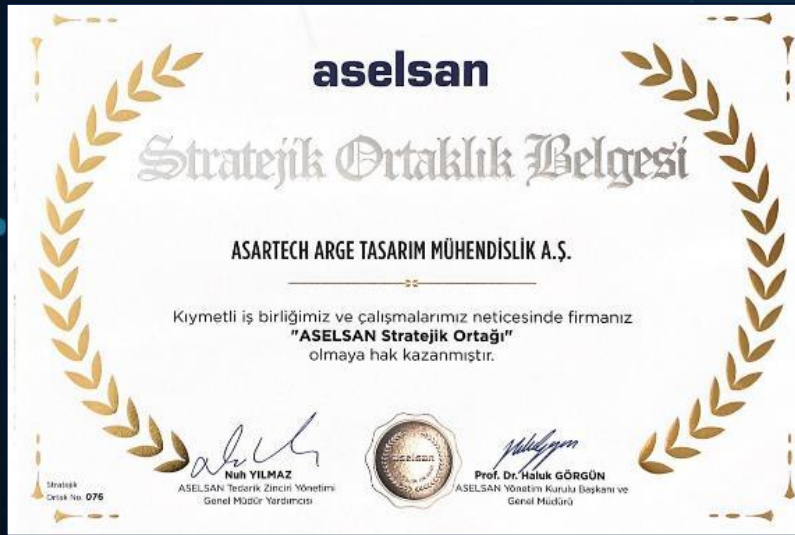 aselsan
Stratejik Ortaklık Belgesi
ASARTECH ARGE TASARIM MÜHENDİSLİK A.Ş.
Kıymetli iş birliğimiz ve çalışmalarımız neticesinde firmanız
"ASELSAN Stratejik Ortağı"
olmaya hak kazanmıştır.
aselsan
Nuh YILMAZ
ASELSAN Tedarik Zinciri Yönetimi
Genel Müdür Yardımcısı
Prof. Dr. Haluk GÖRGÜN
ASELSAN Yönetim Kurulu Başkanı ve
Genel Müdürü
Stratejik
Ortak No. 076